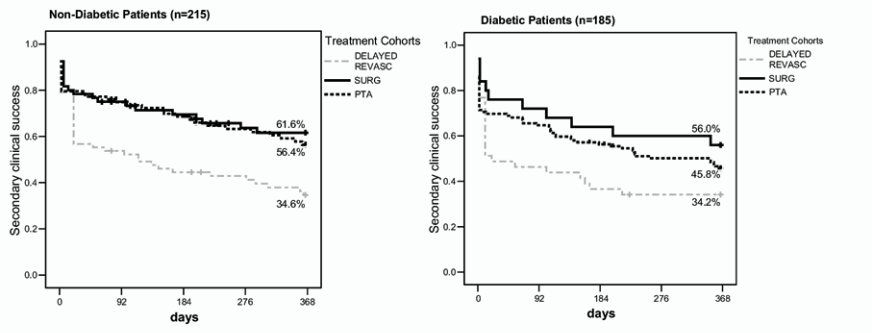 Non-Diabetic Patients (n=215)
Treatment Cohorts
DELAYED
REVASC
SURG
PTA
Secondary clinical success
1.0
0.8
0.6
0.4
0.2
0.0
61.6%
56.4%
34.6%
0 92 184 276 368
days
Diabetic Patients (n=185)
Treatment Cohorts
DELAYED
REVASC
SURG
PTA
Secondary clinical success
1.0
0.8
0.6
0.4
0.2
0.0
56.0%
45.8%
34.2%
0 92 184 276 368
days